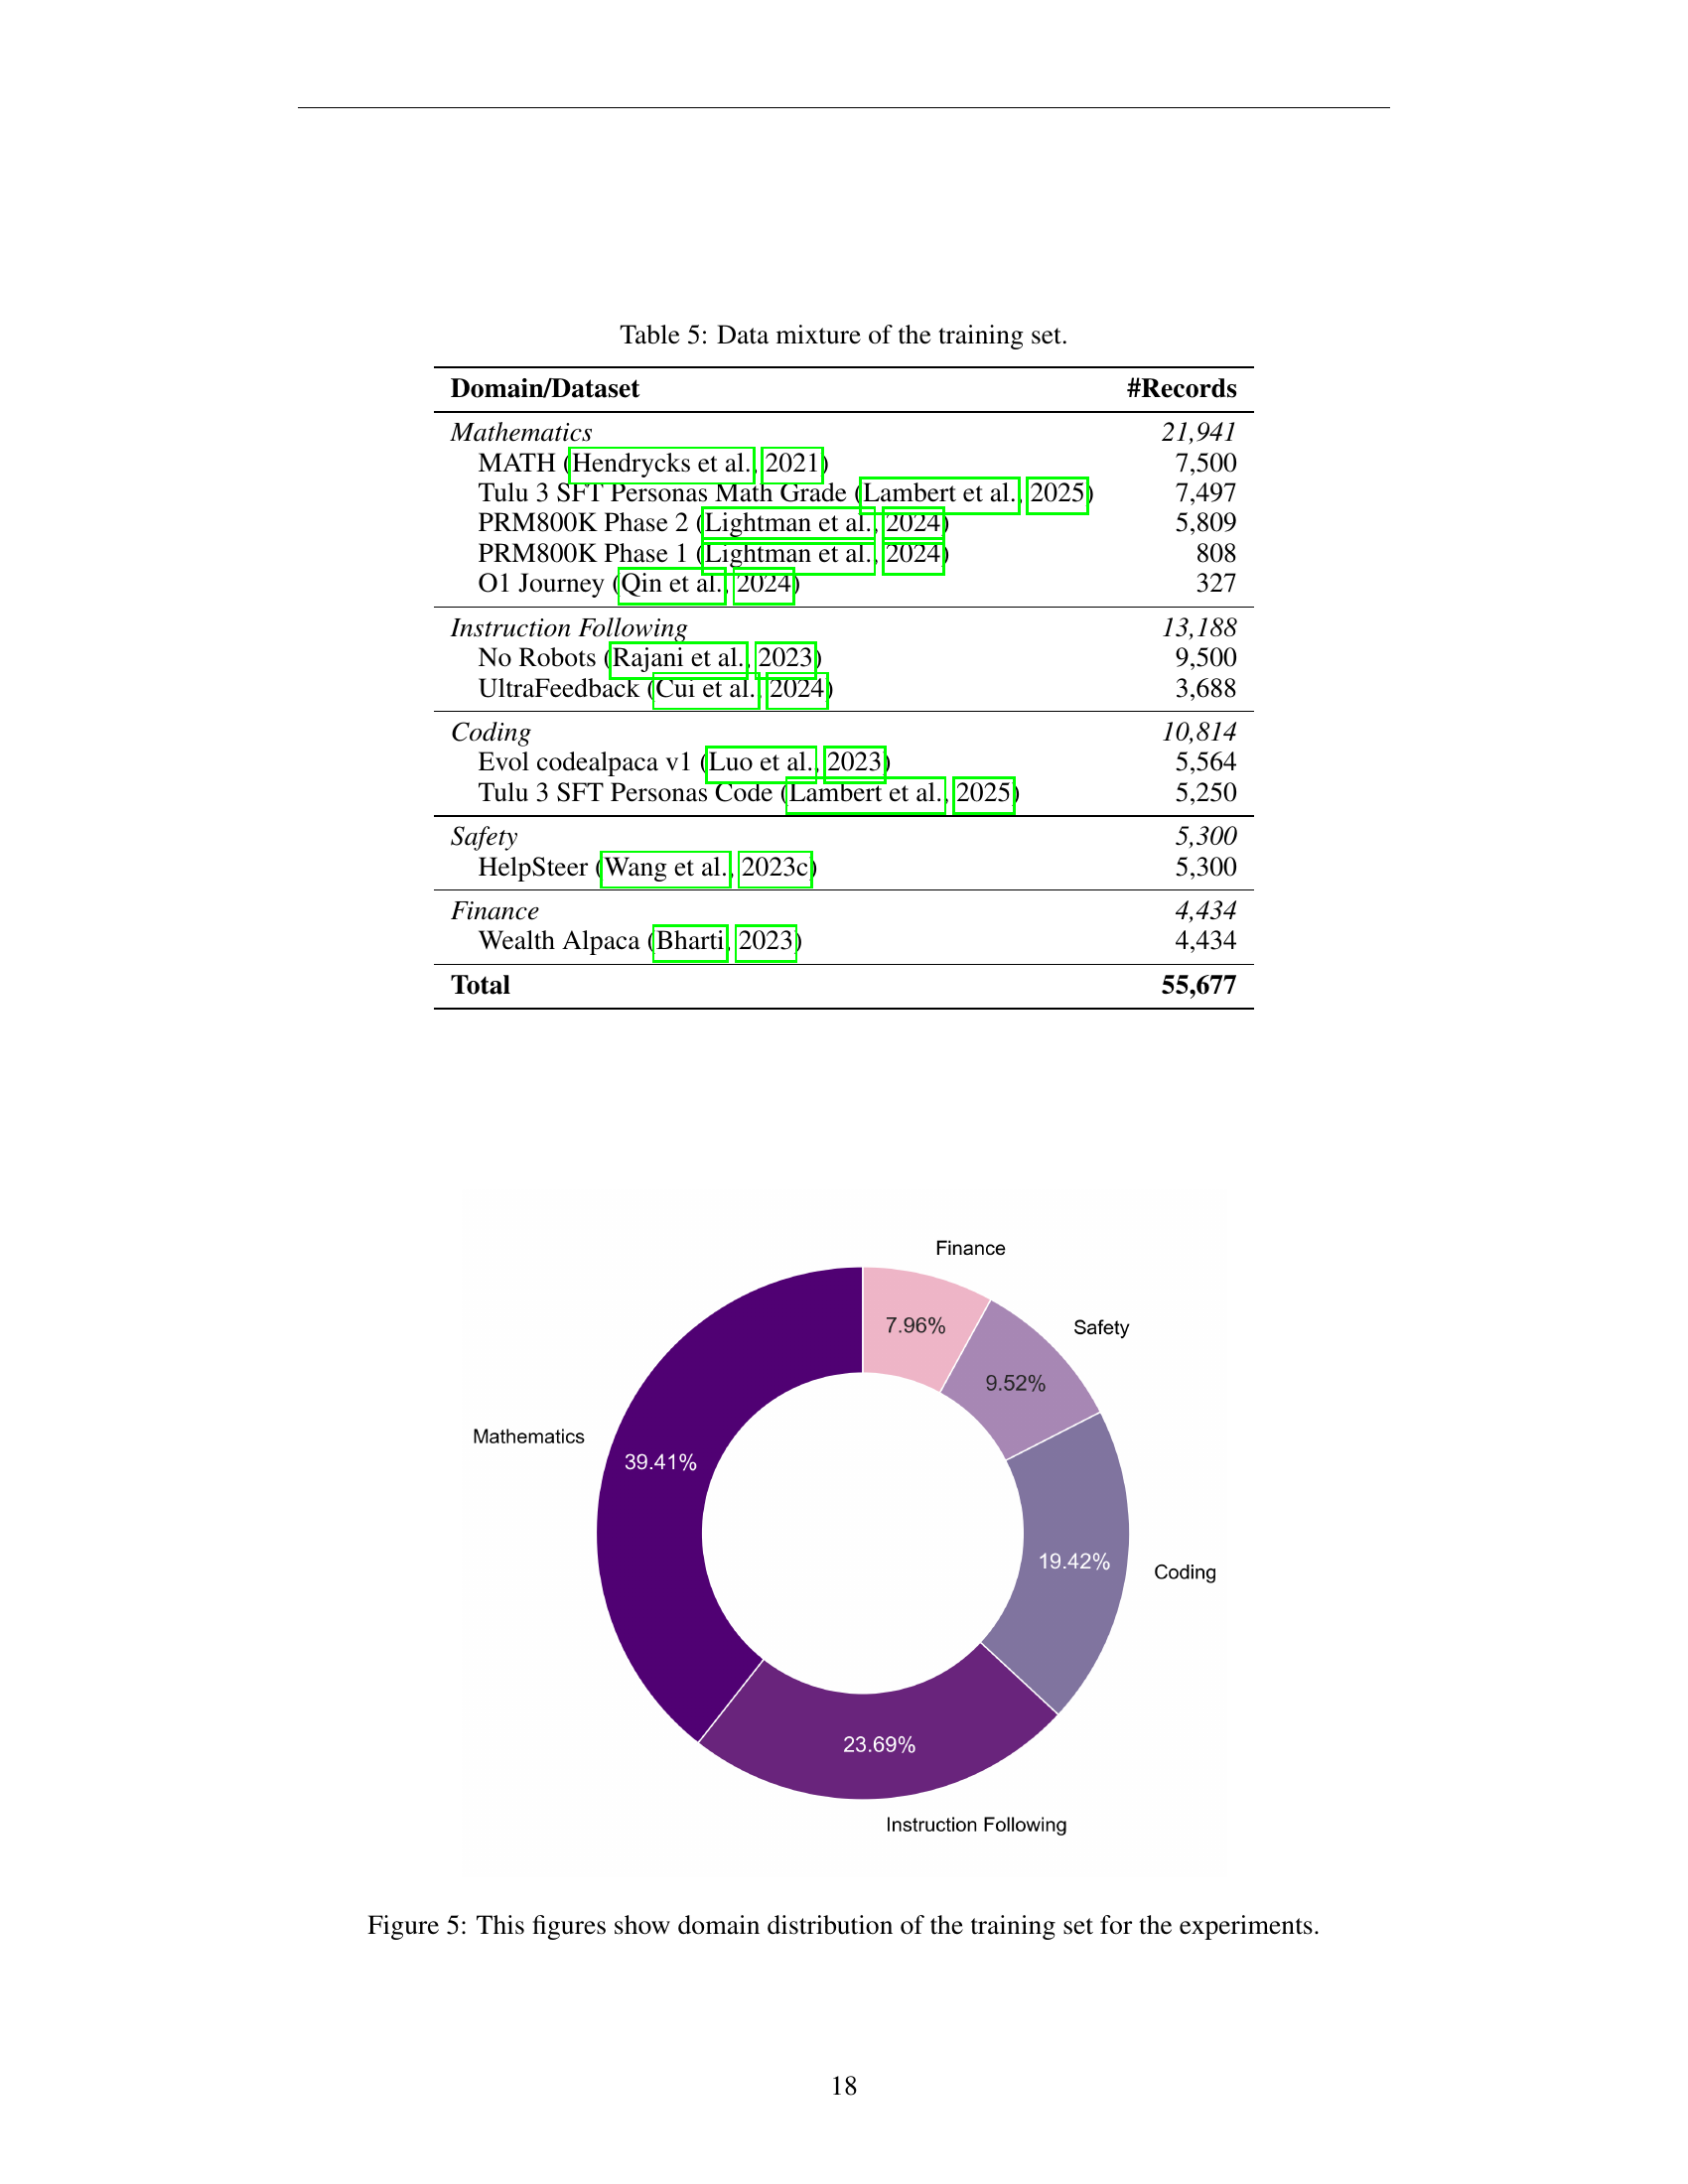 Table 5: Data mixture of the training set.
Domain/Dataset #Records
Mathematics 21,941
MATH (Hendrycks et al., 2021) 7,500
Tulu 3 SFT Personas Math Grade (Lambert et al., 2025) 7,497
PRM800K Phase 2 (Lightman et al., 2024) 5,809
PRM800K Phase 1 (Lightman et al., 2024) 808
O1 Journey (Qin et al., 2024) 327
Instruction Following 13,188
No Robots (Rajani et al., 2023) 9,500
UltraFeedback (Cui et al., 2024) 3,688
Coding 10,814
Evol codealpaca v1 (Luo et al., 2023) 5,564
Tulu 3 SFT Personas Code (Lambert et al., 2025) 5,250
Safety 5,300
HelpSteer (Wang et al., 2023c) 5,300
Finance 4,434
Wealth Alpaca (Bharti, 2023) 4,434
Total 55,677
Finance
7.96%
Safety
9.52%
Mathematics
39.41%
19.42%
Coding
23.69%
Instruction Following
Figure 5: This figures show domain distribution of the training set for the experiments.
18